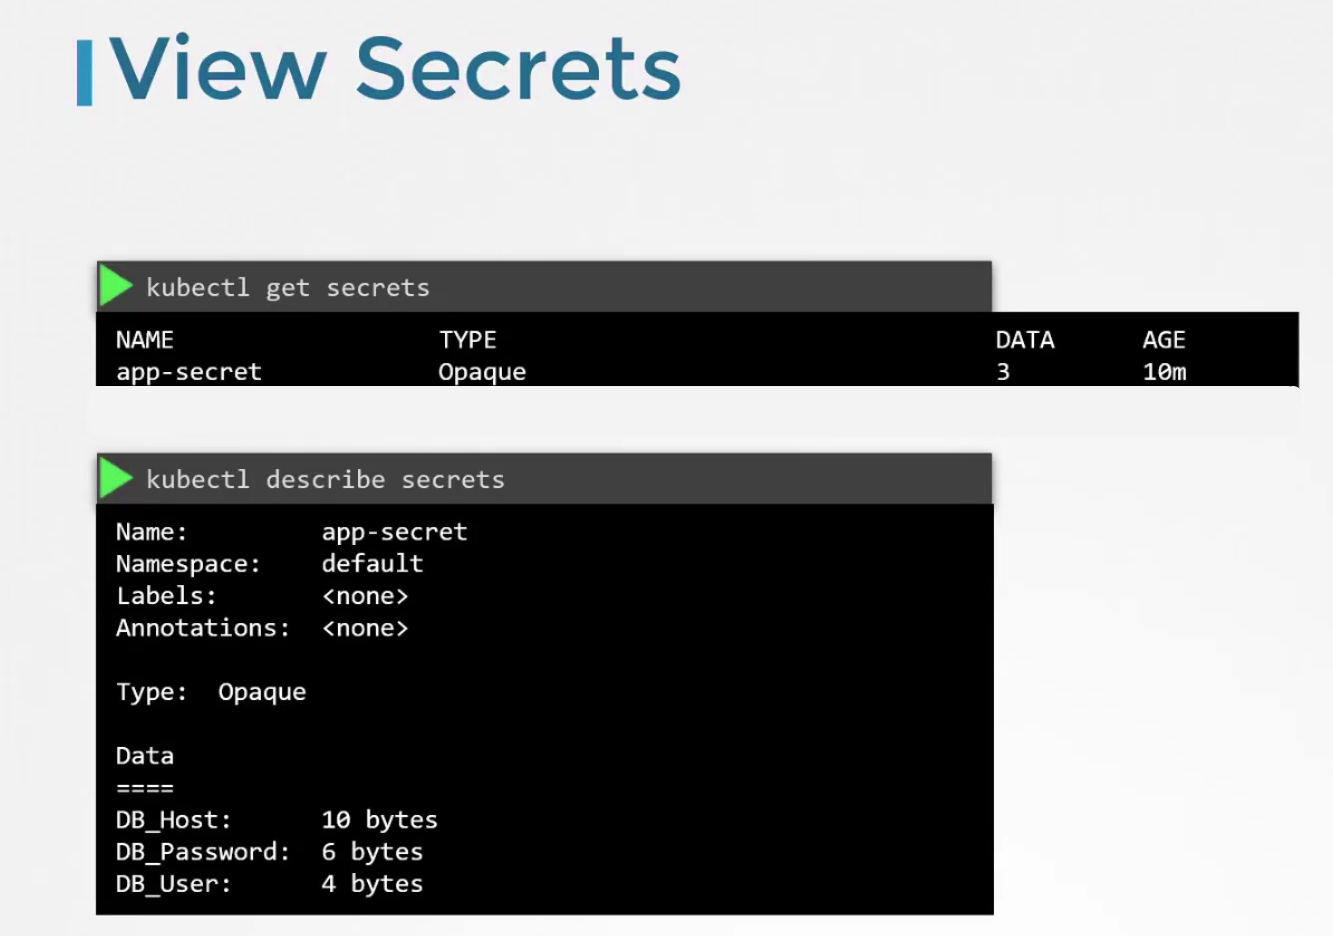 View Secrets
kubectl get secrets
NAME TYPE DATA AGE
app-secret Opaque 3 10m
kubectl describe secrets
Name: app-secret
Namespace: default
Labels: <none>
Annotations: <none>
Type: Opaque
Data
====
DB_Host: 10 bytes
DB_Password: 6 bytes
DB_User: 4 bytes